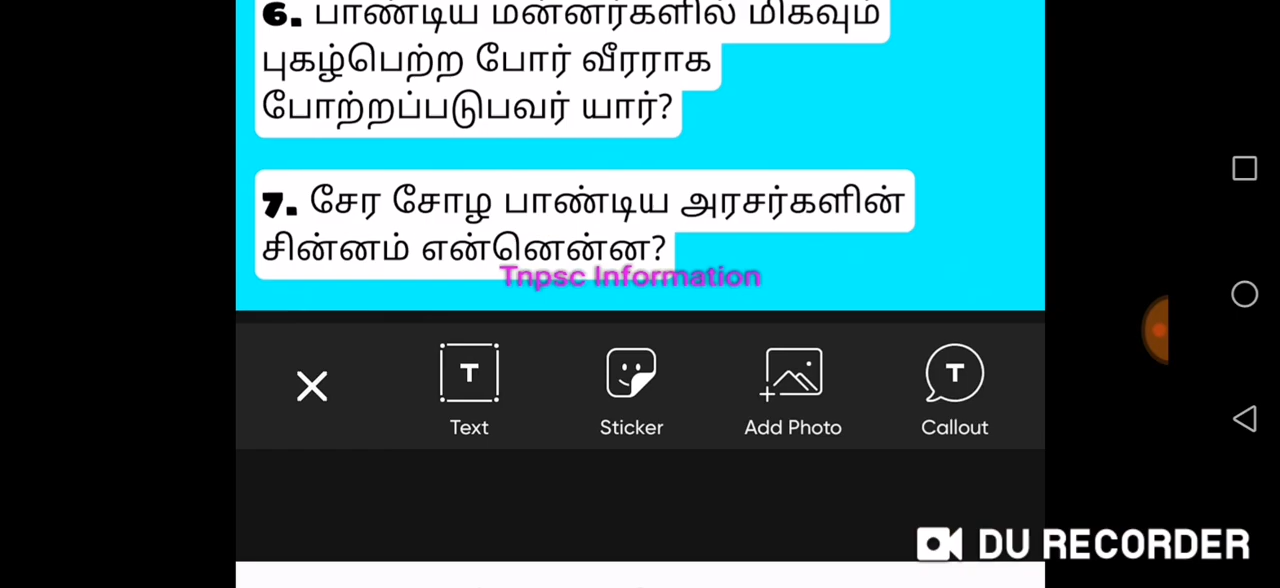 6. பாண்டிய மன்னர்களில் மிகவும்
புகழ்பெற்ற போர் வீரராக
போற்றப்படுபவர் யார்?
7. சேர சோழ பாண்டிய அரசர்களின்
சின்னம் என்னென்ன?
Tnpsc Information
Text
Sticker
Add Photo
Callout
DU RECORDER